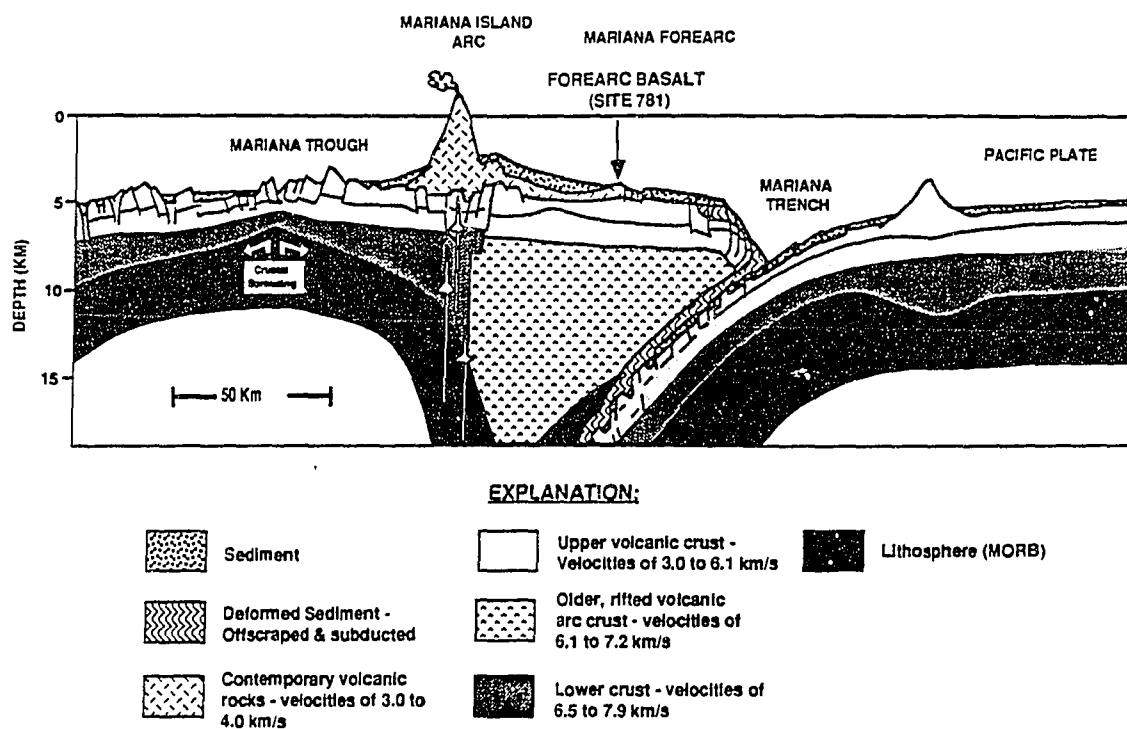 MARIANA ISLAND
ARC
MARIANA FOREARC
FOREARC BASALT
(SITE 781)
0
MARIANA TROUGH
PACIFIC PLATE
MARIANA
TRENCH
5
DEPTH (KM)
Crustal
Spreading
10
15
50 Km
EXPLANATION:
Sediment
Deformed Sediment -
Offscraped & subducted
Contemporary volcanic
rocks - velocities of 3.0 to
4.0 km/s
Upper volcanic crust -
Velocities of 3.0 to 6.1 km/s
Older, rifted volcanic
arc crust - velocities of
6.1 to 7.2 km/s
Lower crust - velocities of
6.5 to 7.9 km/s
Lithosphere (MORB)